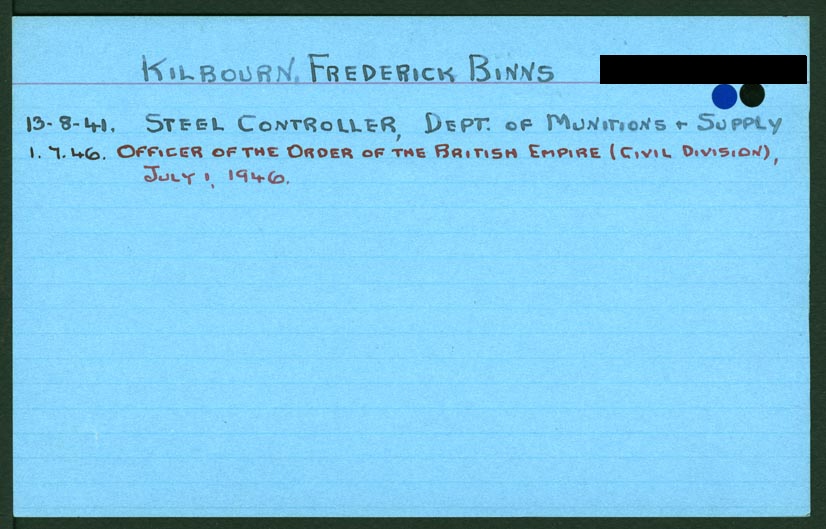 KILBOURN, FREDERICK BINNS
13-8-41. STEEL CONTROLLER, DEPT. OF MUNITIONS + SUPPLY
1.7.46. OFFICER OF THE ORDER OF THE BRITISH EMPIRE (CIVIL DIVISION),
JULY 1, 1946.